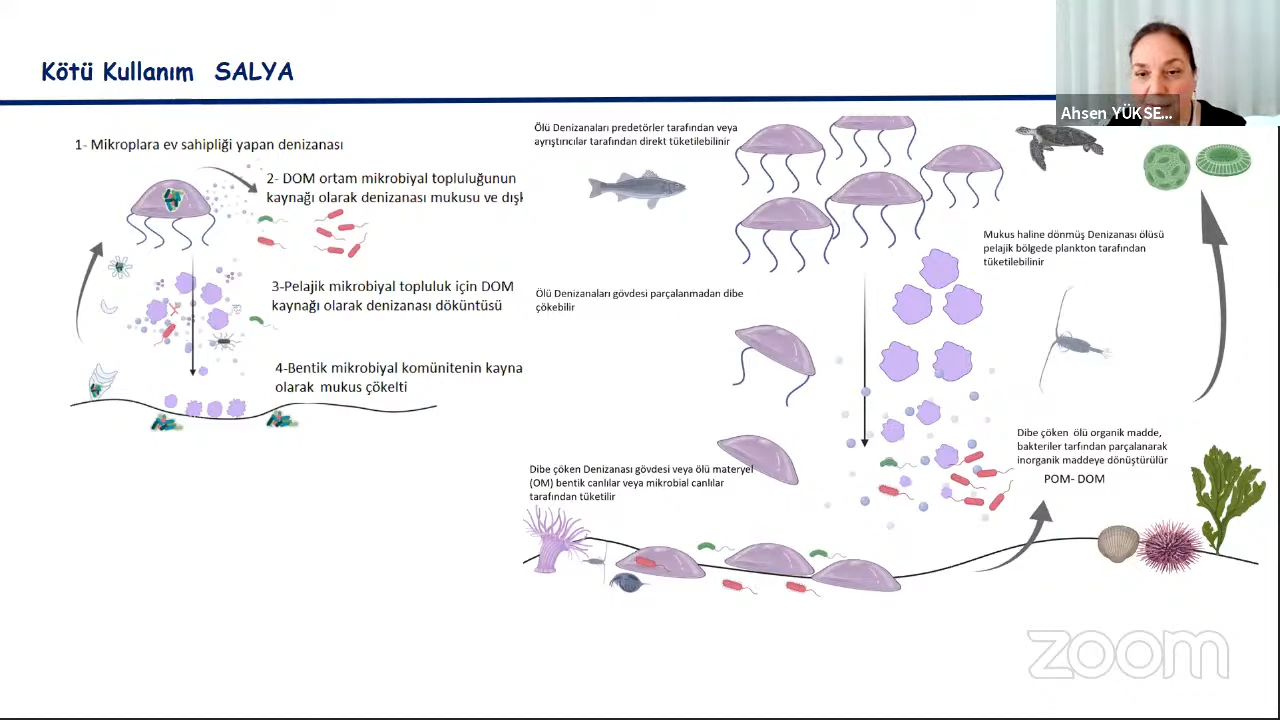 Kötü Kullanım SALYA
Ahsen YÜKSE...
1- Mikroplara ev sahipliği yapan denizanası
2- DOM ortam mikrobiyal topluluğunun
kaynağı olarak denizanası mukusu ve dışk
3-Pelajik mikrobiyal topluluk için DOM
kaynağı olarak denizanası döküntüsü
4-Bentik mikrobiyal komünitenin kayna
olarak mukus çökelti
Ölü Denizanaları predetörler tarafından veya
ayrıştırıcılar tarafından direkt tüketilebilinir
Ölü Denizanaları gövdesi parçalanmadan dibe
çökebilir
Dibe çöken Denizanası gövdesi veya ölü materyel
(OM) bentik canlılar veya mikrobial canlılar
tarafından tüketilir
Mukus haline dönmüş Denizanası ölüsü
pelajik bölgede plankton tarafından
tüketilebilinir
Dibe çöken ölü organik madde,
bakteriler tarfından parçalanarak
inorganik maddeye dönüştürülür
POM- DOM
zoom